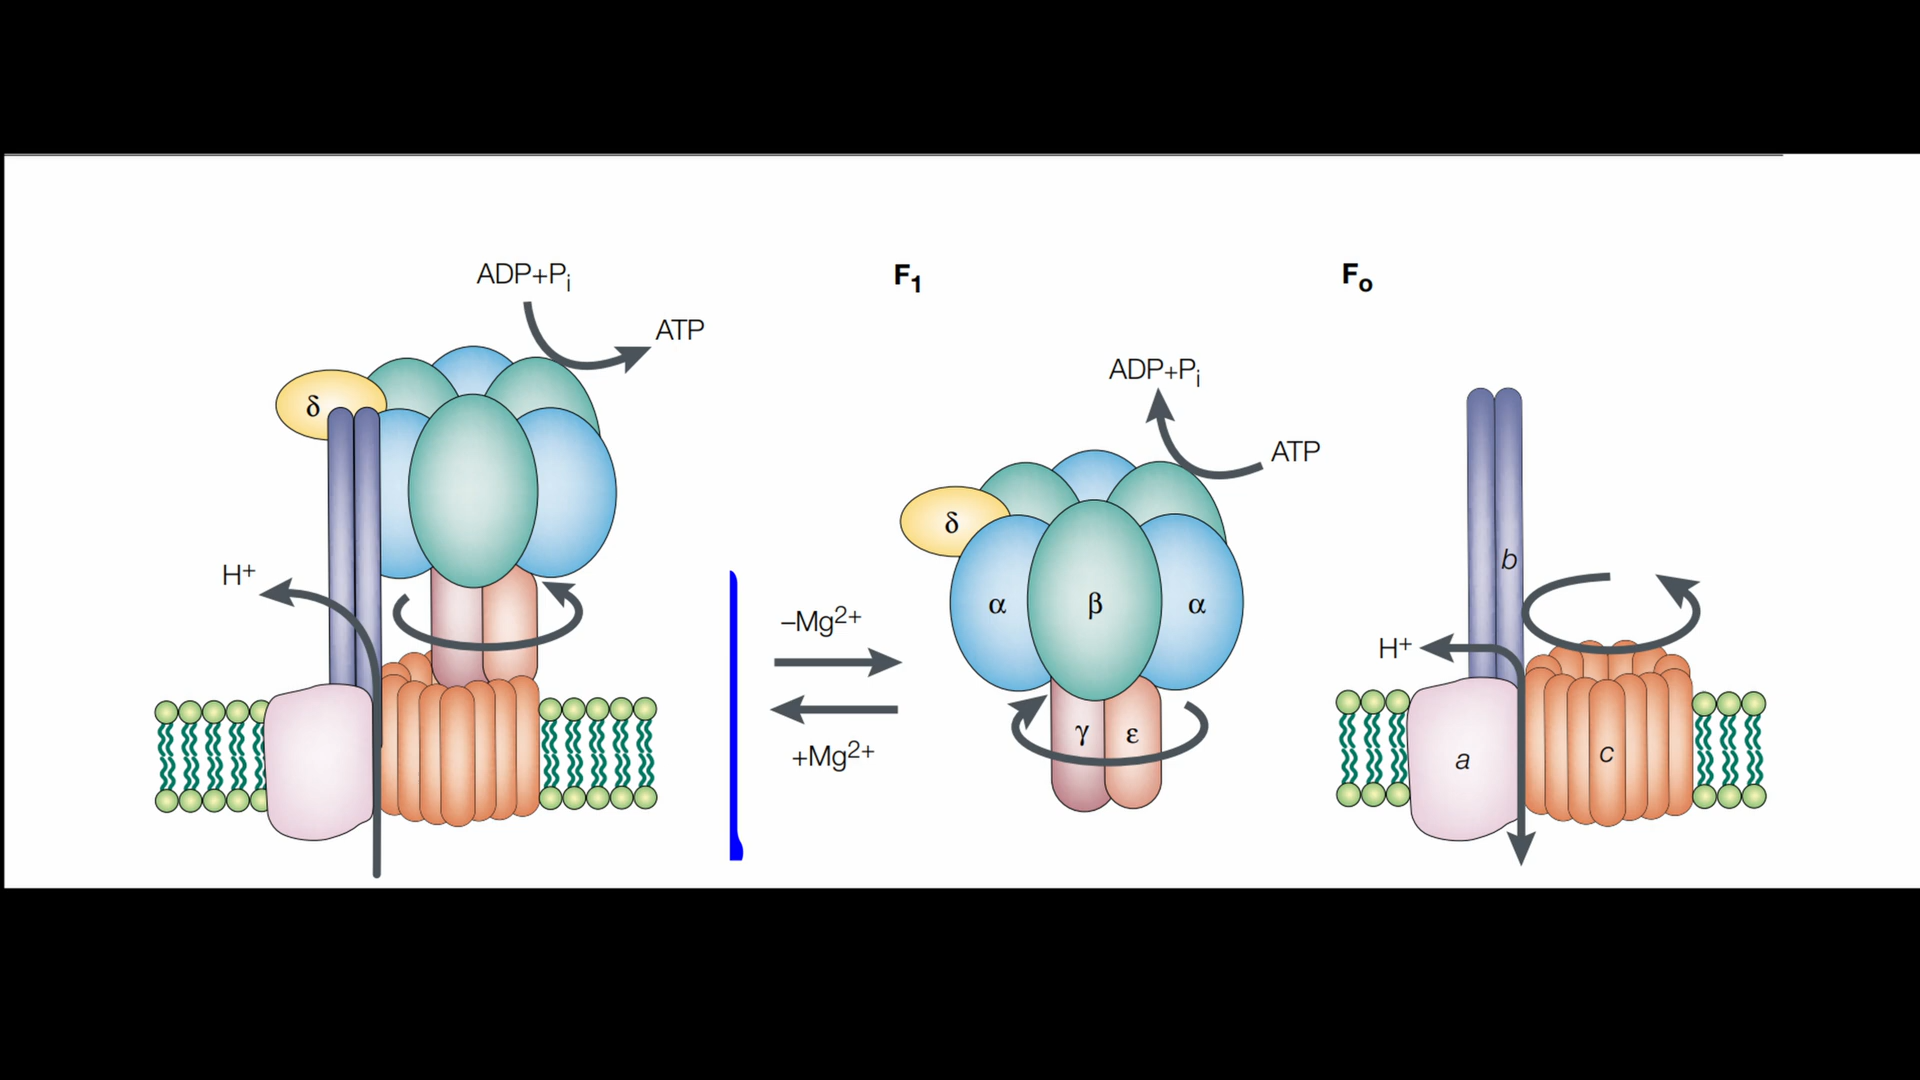 ADP+Pi
ATP
δ
H+
–Mg2+
+Mg2+
F1
ADP+Pi
ATP
δ
α
β
α
γ
ε
Fo
b
H+
a
c